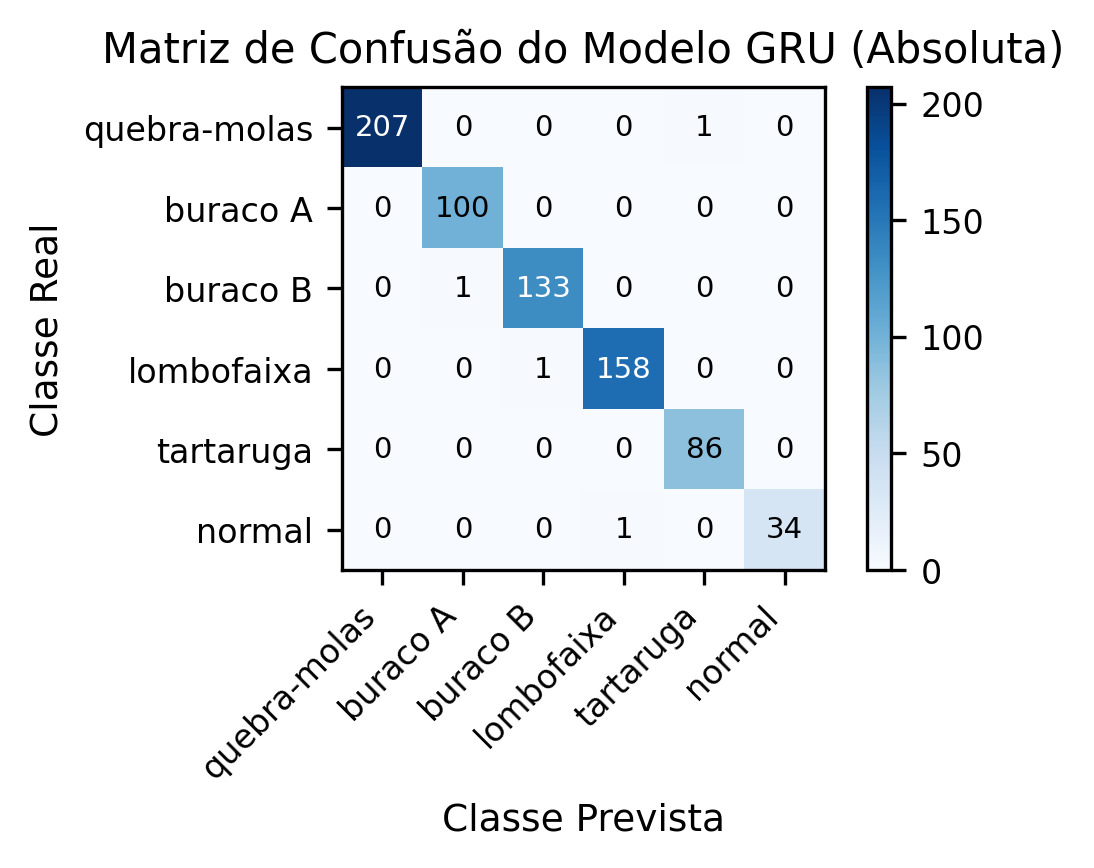 Matriz de Confusão do Modelo GRU (Absoluta)
Classe Real
quebra-molas 207 0 0 0 1 0
buraco A 0 100 0 0 0 0
buraco B 0 1 133 0 0 0
lombofaixa 0 0 1 158 0 0
tartaruga 0 0 0 0 86 0
normal 0 0 0 1 0 34
quebra-molas
buraco A
buraco B
lombofaixa
tartaruga
normal
Classe Prevista
200
150
100
50
0